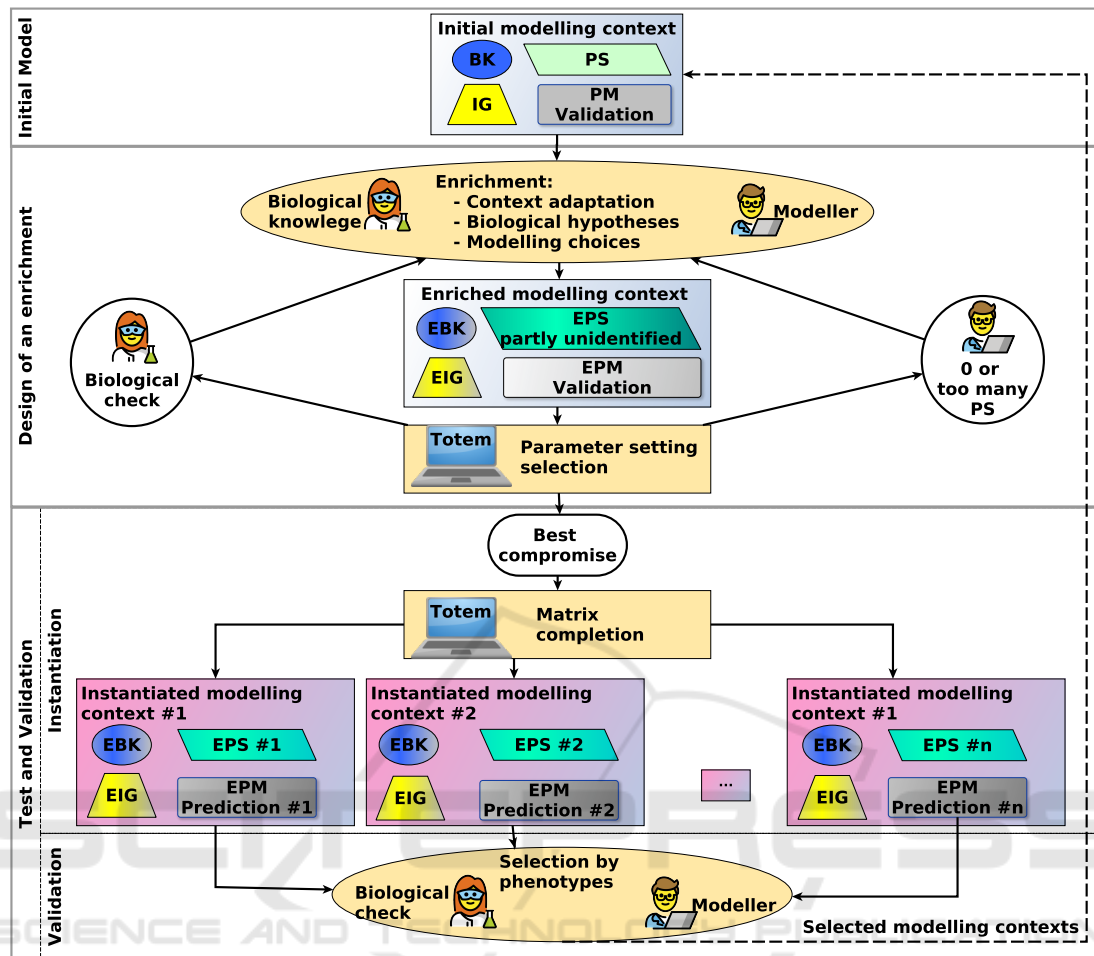 Initial Model
Initial modelling context
BK
PS
IG
PM
Validation
Design of an enrichment
Biological
knowlege
Enrichment:
- Context adaptation
- Biological hypotheses
- Modelling choices
Modeller
Enriched modelling context
EBK
EPS
partly unidentified
EIG
EPM
Validation
Biological
check
0 or
too many
PS
Totem
Parameter setting
selection
Test and Validation
Instantiation
Best
compromise
Totem
Matrix
completion
Instantiated modelling
context #1
EBK
EPS #1
EIG
EPM
Prediction #1
Instantiated modelling
context #2
EBK
EPS #2
EIG
EPM
Prediction #2
...
Instantiated modelling
context #1
EBK
EPS #n
EIG
EPM
Prediction #n
Validation
Selection by
phenotypes
Biological
check
Modeller
Selected modelling contexts
SCITEPRESS
SCIENCE AND TECHNOLOGY PUBLICATIONS